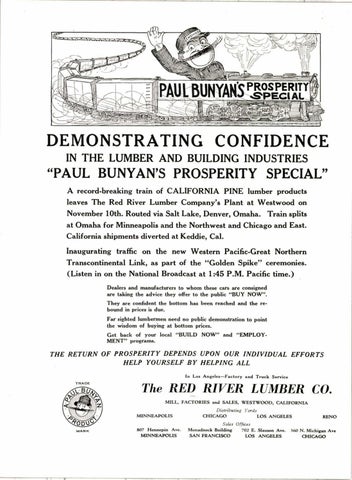 PAUL BUNYAN'S PROSPERITY
SPECIAL
DEMONSTRATING CONFIDENCE
IN THE LUMBER AND BUILDING INDUSTRIES
"PAUL BUNYAN'S PROSPERITY SPECIAL"
A record-breaking train of CALIFORNIA PINE lumber products
leaves The Red River Lumber Company's Plant at Westwood on
November 10th. Routed via Salt Lake, Denver, Omaha. Train splits
at Omaha for Minneapolis and the Northwest and Chicago and East.
California shipments diverted at Keddie, Cal.
Inaugurating traffic on the new Western Pacific-Great Northern
Transcontinental Link, as part of the "Golden Spike" ceremonies.
(Listen in on the National Broadcast at 1:45 P.M. Pacific time.)
Dealers and manufacturers to whom these cars are consigned
are taking the advice they offer to the public "BUY NOW".
They are confident the bottom has been reached and the re-
bound in prices is due.
Far sighted lumbermen need no public demonstration to point
the wisdom of buying at bottom prices.
Get back of your local "BUILD NOW" and "EMPLOY-
MENT" programs.
THE RETURN OF PROSPERITY DEPENDS UPON OUR INDIVIDUAL EFFORTS
HELP YOURSELF BY HELPING ALL
In Los Angeles—Factory and Truck Service
The RED RIVER LUMBER CO.
MILL, FACTORIES and SALES, WESTWOOD, CALIFORNIA
Distributing Yards
MINNEAPOLIS CHICAGO LOS ANGELES RENO
Sales Offices
807 Hennepin Ave. Monadnock Building 702 E. Slauson Ave. 360 N. Michigan Ave
MINNEAPOLIS SAN FRANCISCO LOS ANGELES CHICAGO
TRADE
PAUL BUNYAN'S
PRODUCT
MARK